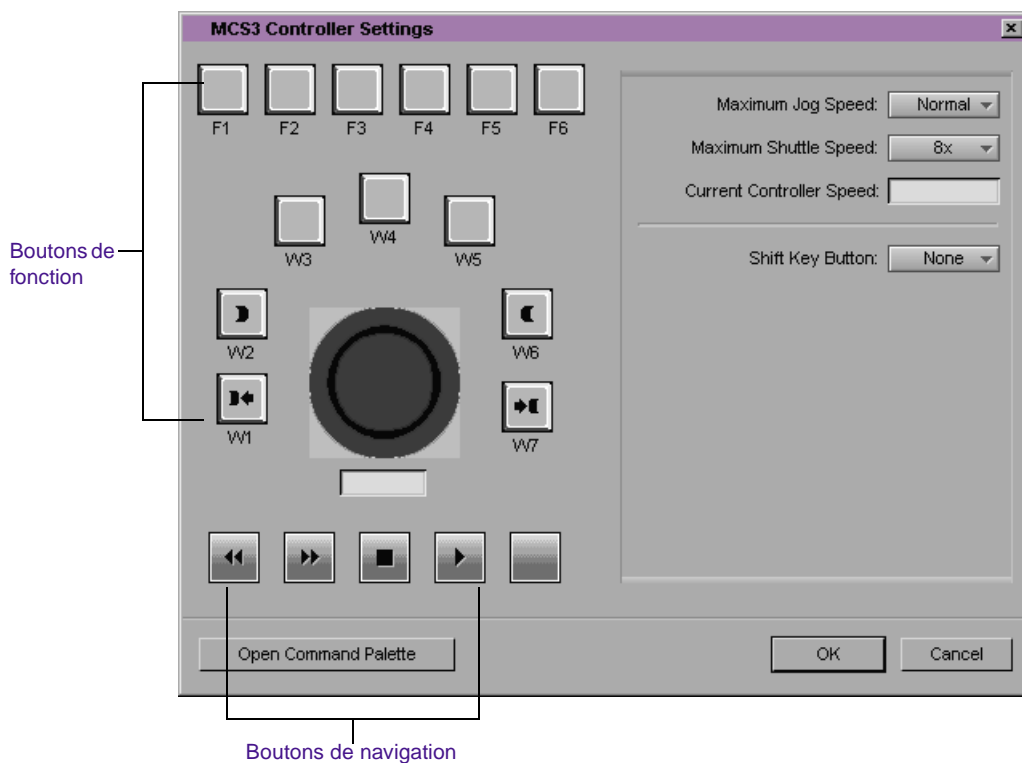 MCS3 Controller Settings
F1 F2 F3 F4 F5 F6
Maximum Jog Speed: Normal
Maximum Shuttle Speed: 8x
Current Controller Speed:
Shift Key Button: None
W4
W3 W5
Boutons de
fonction
W2 W6
W1 W7
Open Command Palette
OK
Cancel
Boutons de navigation